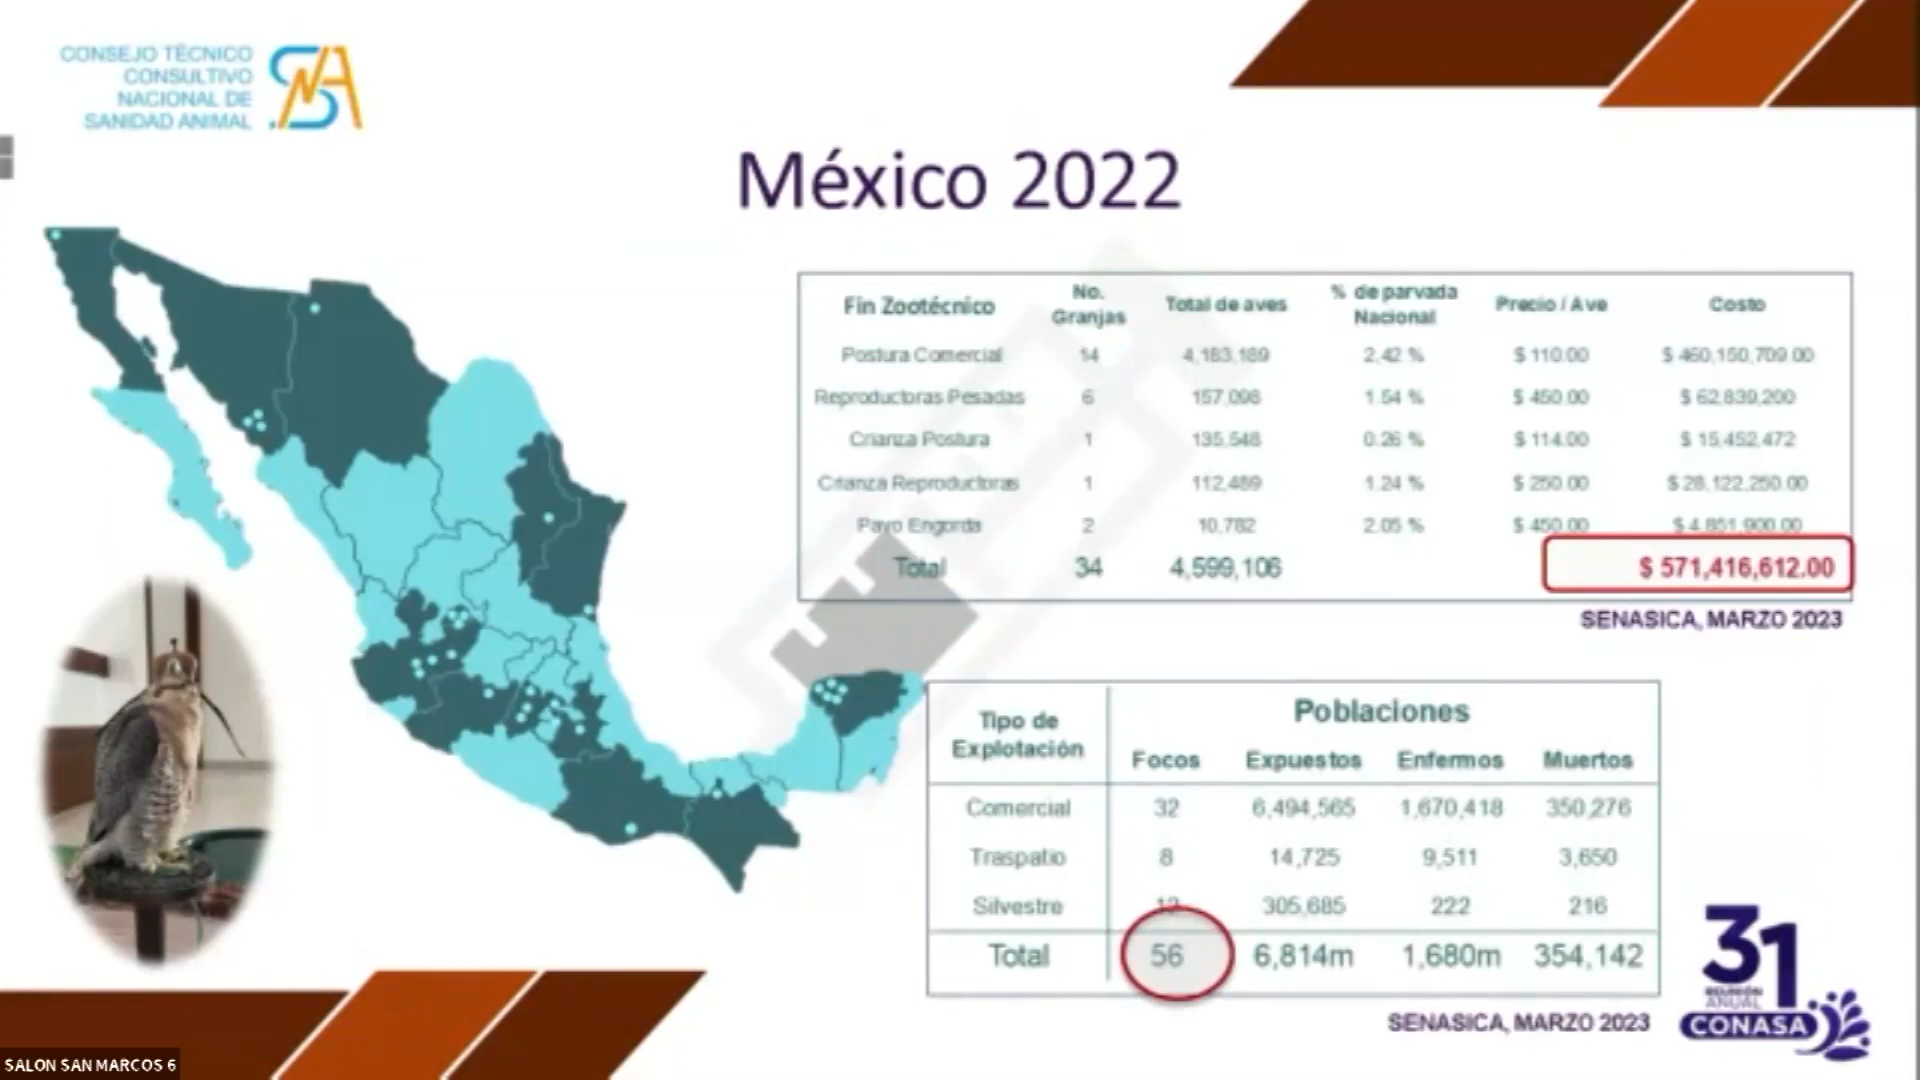 CONSEJO TÉCNICO
CONSULTIVO
NACIONAL DE
SANIDAD ANIMAL
México 2022
Fin Zootécnico No. Granjas Total de aves % de parvada Nacional Precio / Ave Costo
Postura Comercial 14 4,183,189 2,42 % $ 110.00 $ 460,150,709.00
Reproductoras Pesadas 6 157,098 1.54 % $ 450.00 $ 62,839,200
Crianza Postura 1 135,548 0.26 % $ 114.00 $ 15,452,472
Crianza Reproductoras 1 112,489 1.24 % $ 250.00 $ 28,122,250.00
Pavo Engorda 2 10,782 2.05 % $ 450.00 $ 4,851,900.00
Total 34 4,599,106 $ 571,416,612.00
SENASICA, MARZO 2023
Tipo de Explotación Poblaciones
Focos Expuestos Enfermos Muertos
Comercial 32 6,494,565 1,670,418 350,276
Traspatio 8 14,725 9,511 3,650
Silvestre 12 305,685 222 216
Total 56 6,814m 1,680m 354,142
SENASICA, MARZO 2023
31
REUNIÓN
ANUAL
CONASA
SALON SAN MARCOS 6